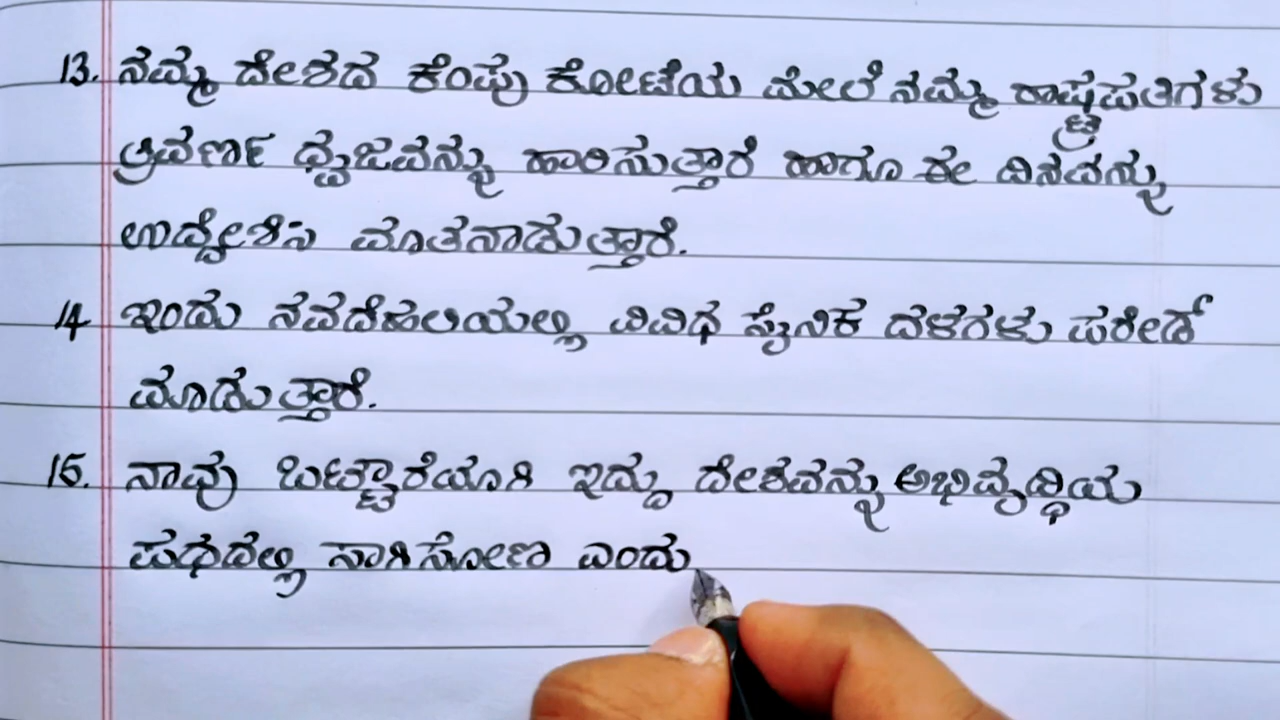 13. ನಮ್ಮ ದೇಶದ ಕೆಂಪು ಕೋಟೆಯ ಮೇಲೆ ನಮ್ಮ ರಾಷ್ಟ್ರಪತಿಗಳು
ತ್ರಿವರ್ಣ ಧ್ವಜವನ್ನು ಹಾರಿಸುತ್ತಾರೆ ಹಾಗೂ ಈ ದಿನವನ್ನು
ಉದ್ದೇಶಿಸಿ ಮಾತನಾಡುತ್ತಾರೆ.
14 ಇಂದು ನವದೆಹಲಿಯಲ್ಲಿ ವಿವಿಧ ಸೈನಿಕ ದಳಗಳು ಪರೇಡ್
ಮಾಡುತ್ತಾರೆ.
15. ನಾವು ಒಟ್ಟಾರೆಯಾಗಿ ಇದ್ದು ದೇಶವನ್ನು ಅಭಿವೃದ್ಧಿಯ
ಪಥದಲ್ಲಿ ಸಾಗಿಸೋಣ ಎಂದು